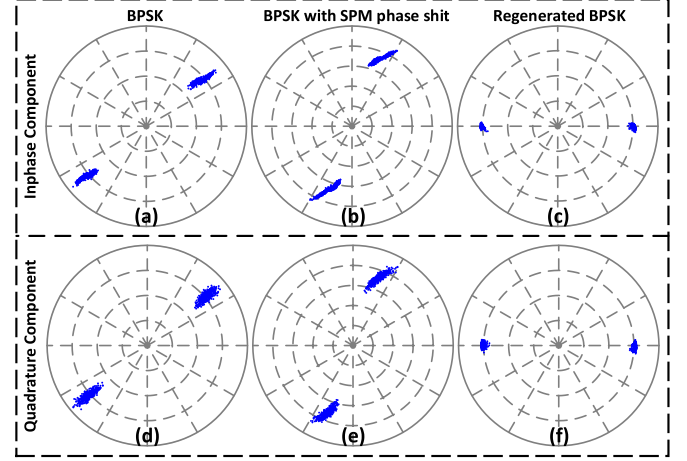 BPSK
BPSK with SPM phase shit
Regenerated BPSK
Inphase Component
(a)
(b)
(c)
Quadrature Component
(d)
(e)
(f)